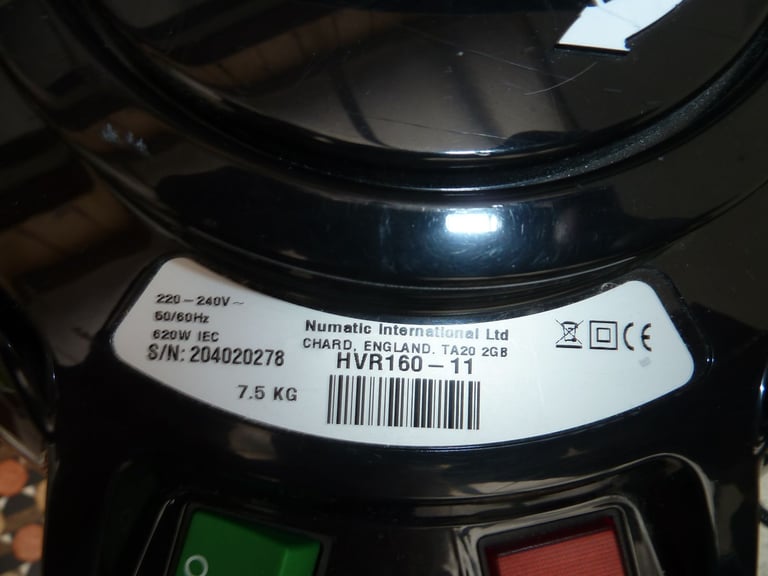 220-240V~
50/60Hz
620W IEC
S/N: 204020278
7.5 KG
Numatic International Ltd
CHARD, ENGLAND. TA20 2GB
HVR160-11
CE
O